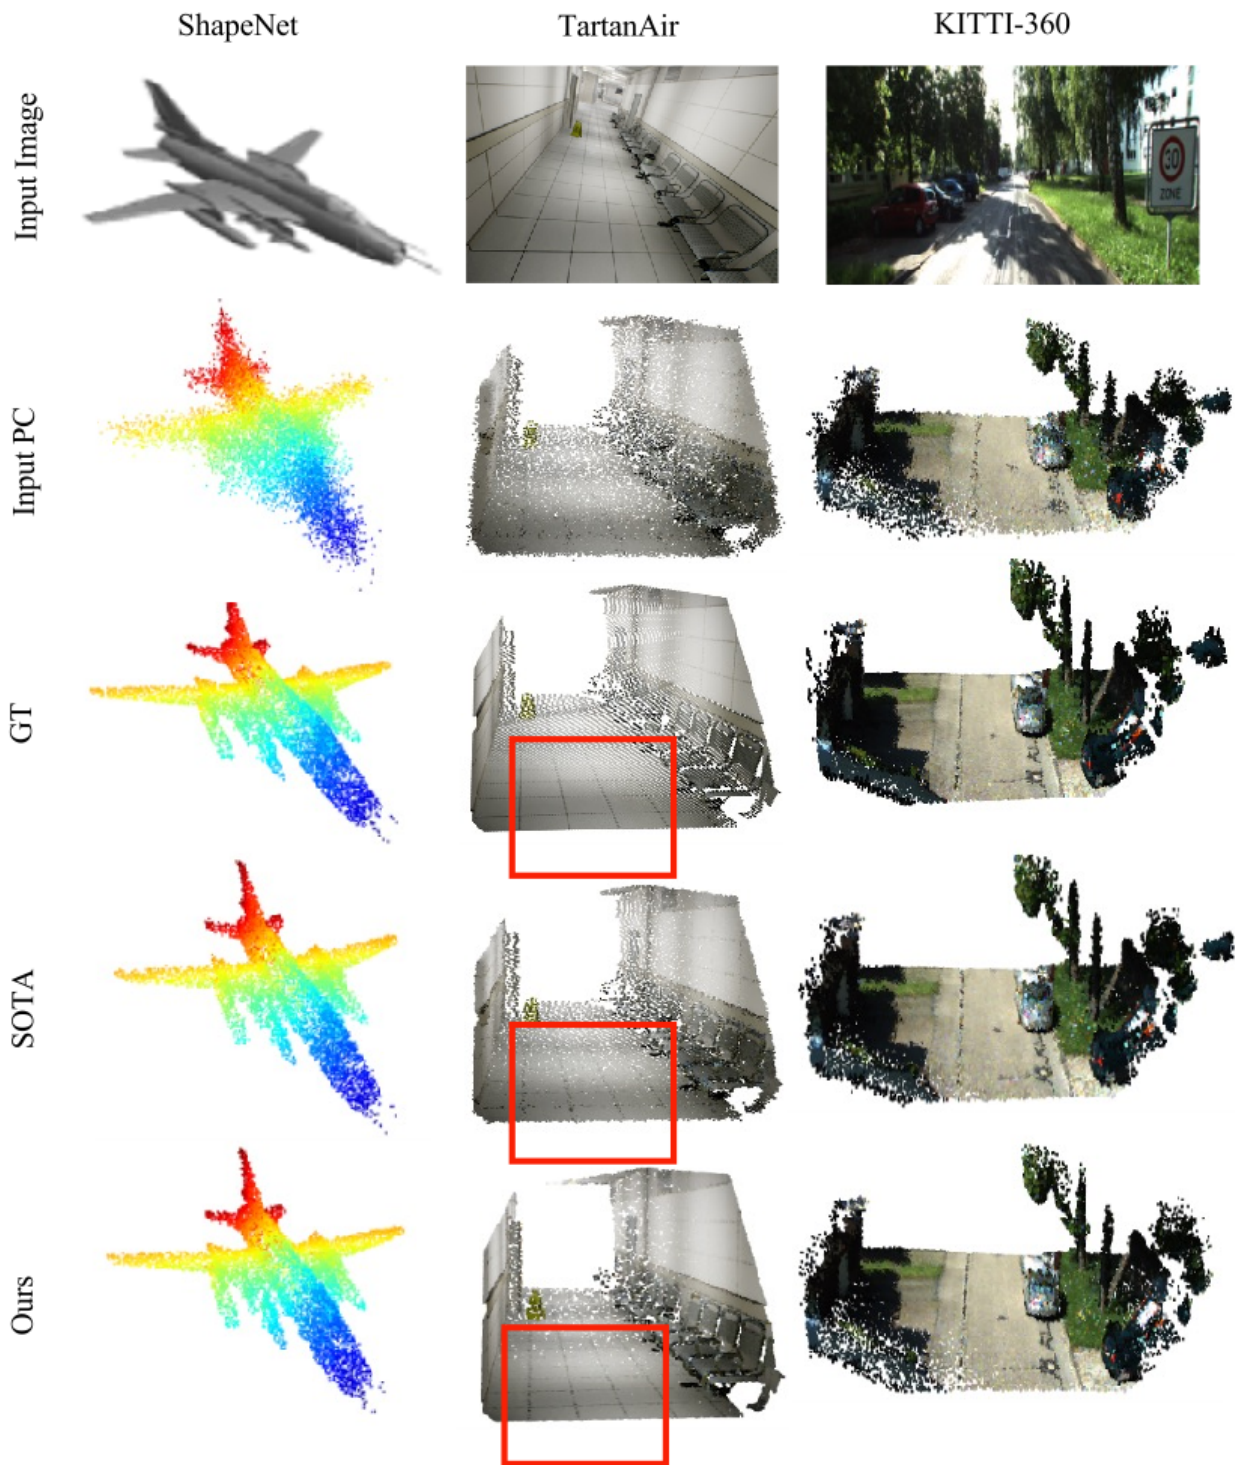 ShapeNet
TartanAir
KITTI-360
Input Image
30
ZONE
Input PC
GT
SOTA
Ours